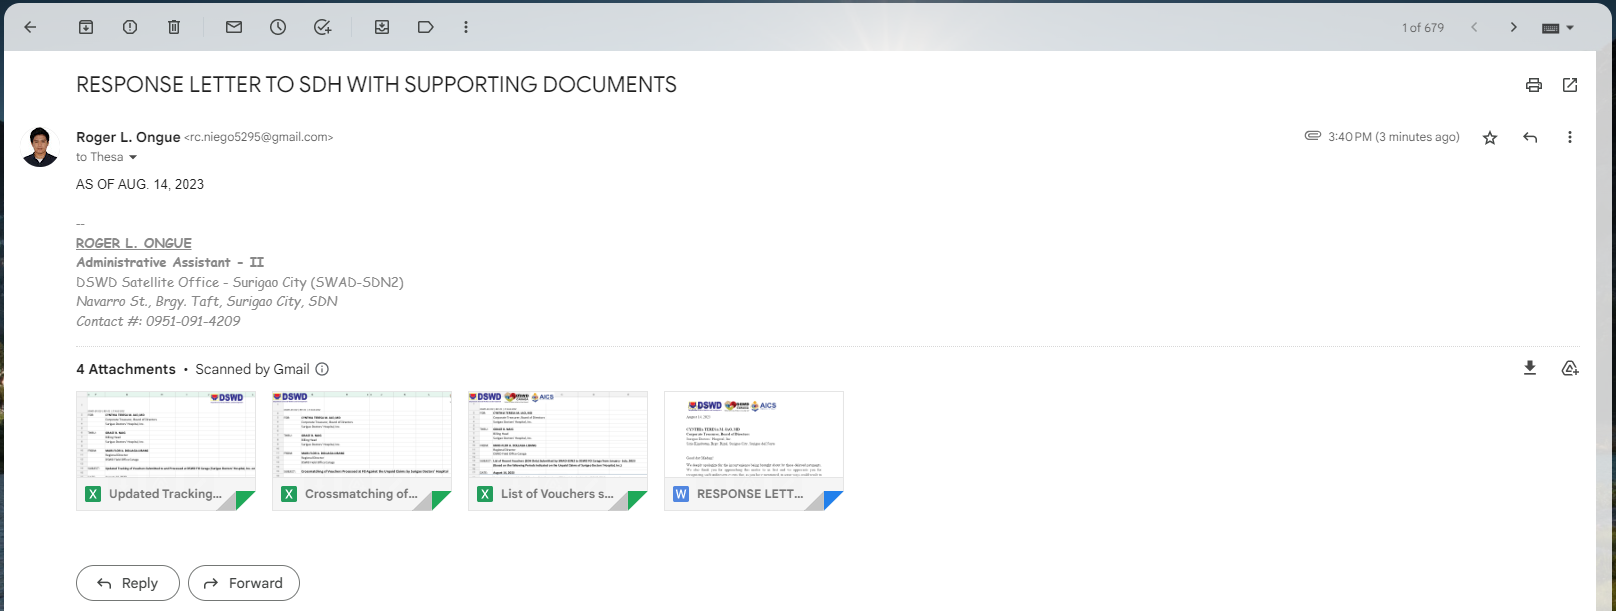 1 of 679
RESPONSE LETTER TO SDH WITH SUPPORTING DOCUMENTS
Roger L. Ongue <rc.niego5295@gmail.com>
3:40 PM (3 minutes ago)
to Thesa
AS OF AUG. 14, 2023
--
ROGER L. ONGUE
Administrative Assistant - II
DSWD Satellite Office - Surigao City (SWAD-SDN2)
Navarro St., Brgy. Taft, Surigao City, SDN
Contact #: 0951-091-4209
4 Attachments • Scanned by Gmail
DSWD
DSWD
DSWD AICS
DSWD AICS
X Updated Tracking...
X Crossmatching of...
X List of Vouchers s...
W RESPONSE LETT...
Reply
Forward